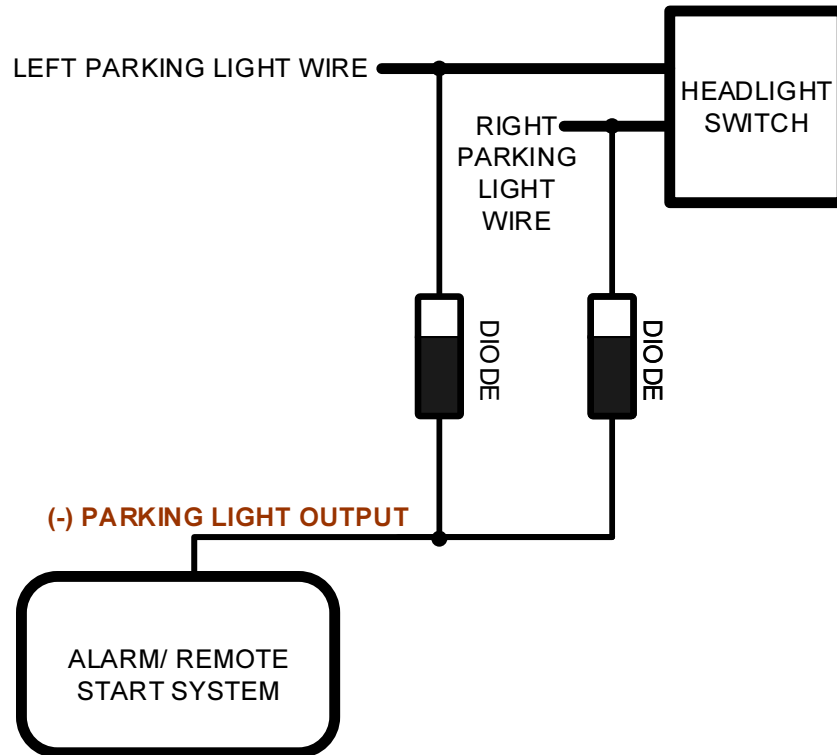 LEFT PARKING LIGHT WIRE
HEADLIGHT
SWITCH
RIGHT
PARKING
LIGHT
WIRE
DIODE
DIODE
(-) PARKING LIGHT OUTPUT
ALARM/ REMOTE
START SYSTEM